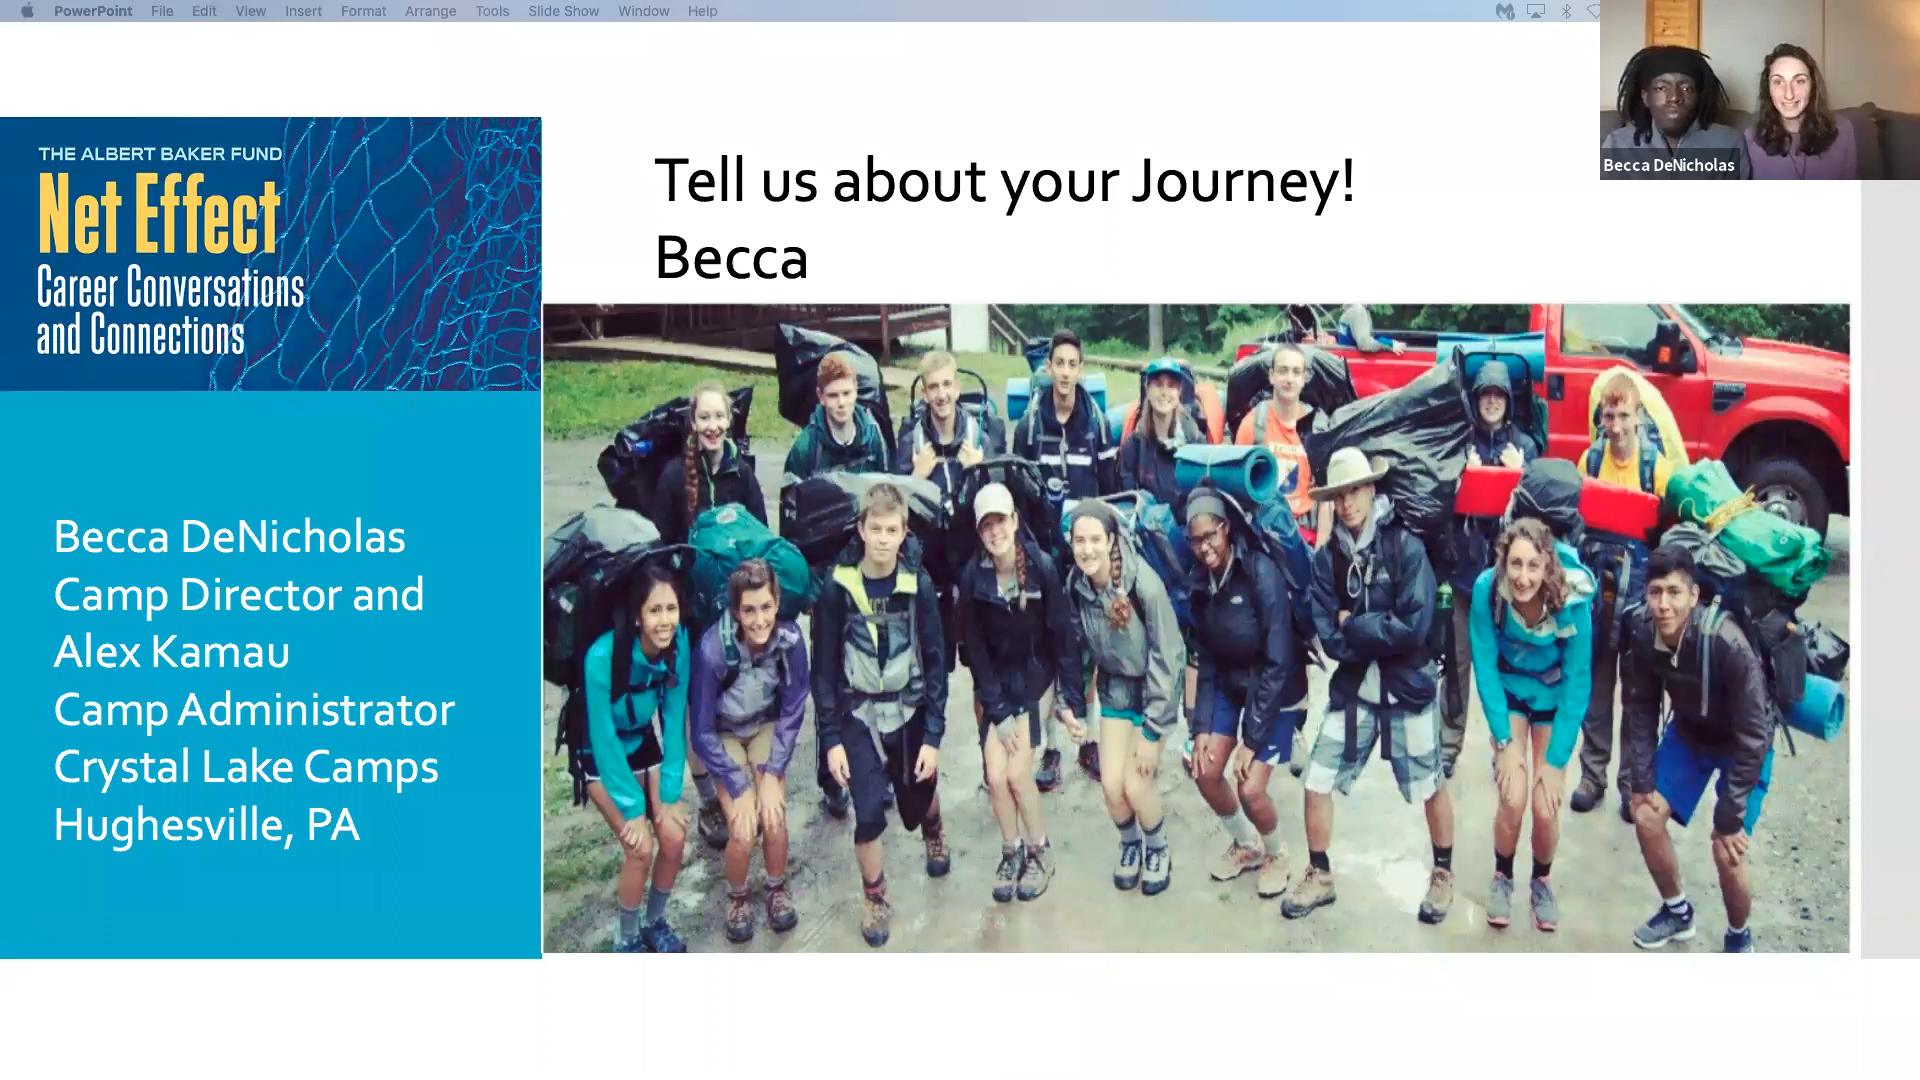 PowerPoint File Edit View Insert Format Arrange Tools Slide Show Window Help
Becca DeNicholas
THE ALBERT BAKER FUND
Net Effect
Career Conversations
and Connections
Tell us about your Journey!
Becca
Becca DeNicholas
Camp Director and
Alex Kamau
Camp Administrator
Crystal Lake Camps
Hughesville, PA